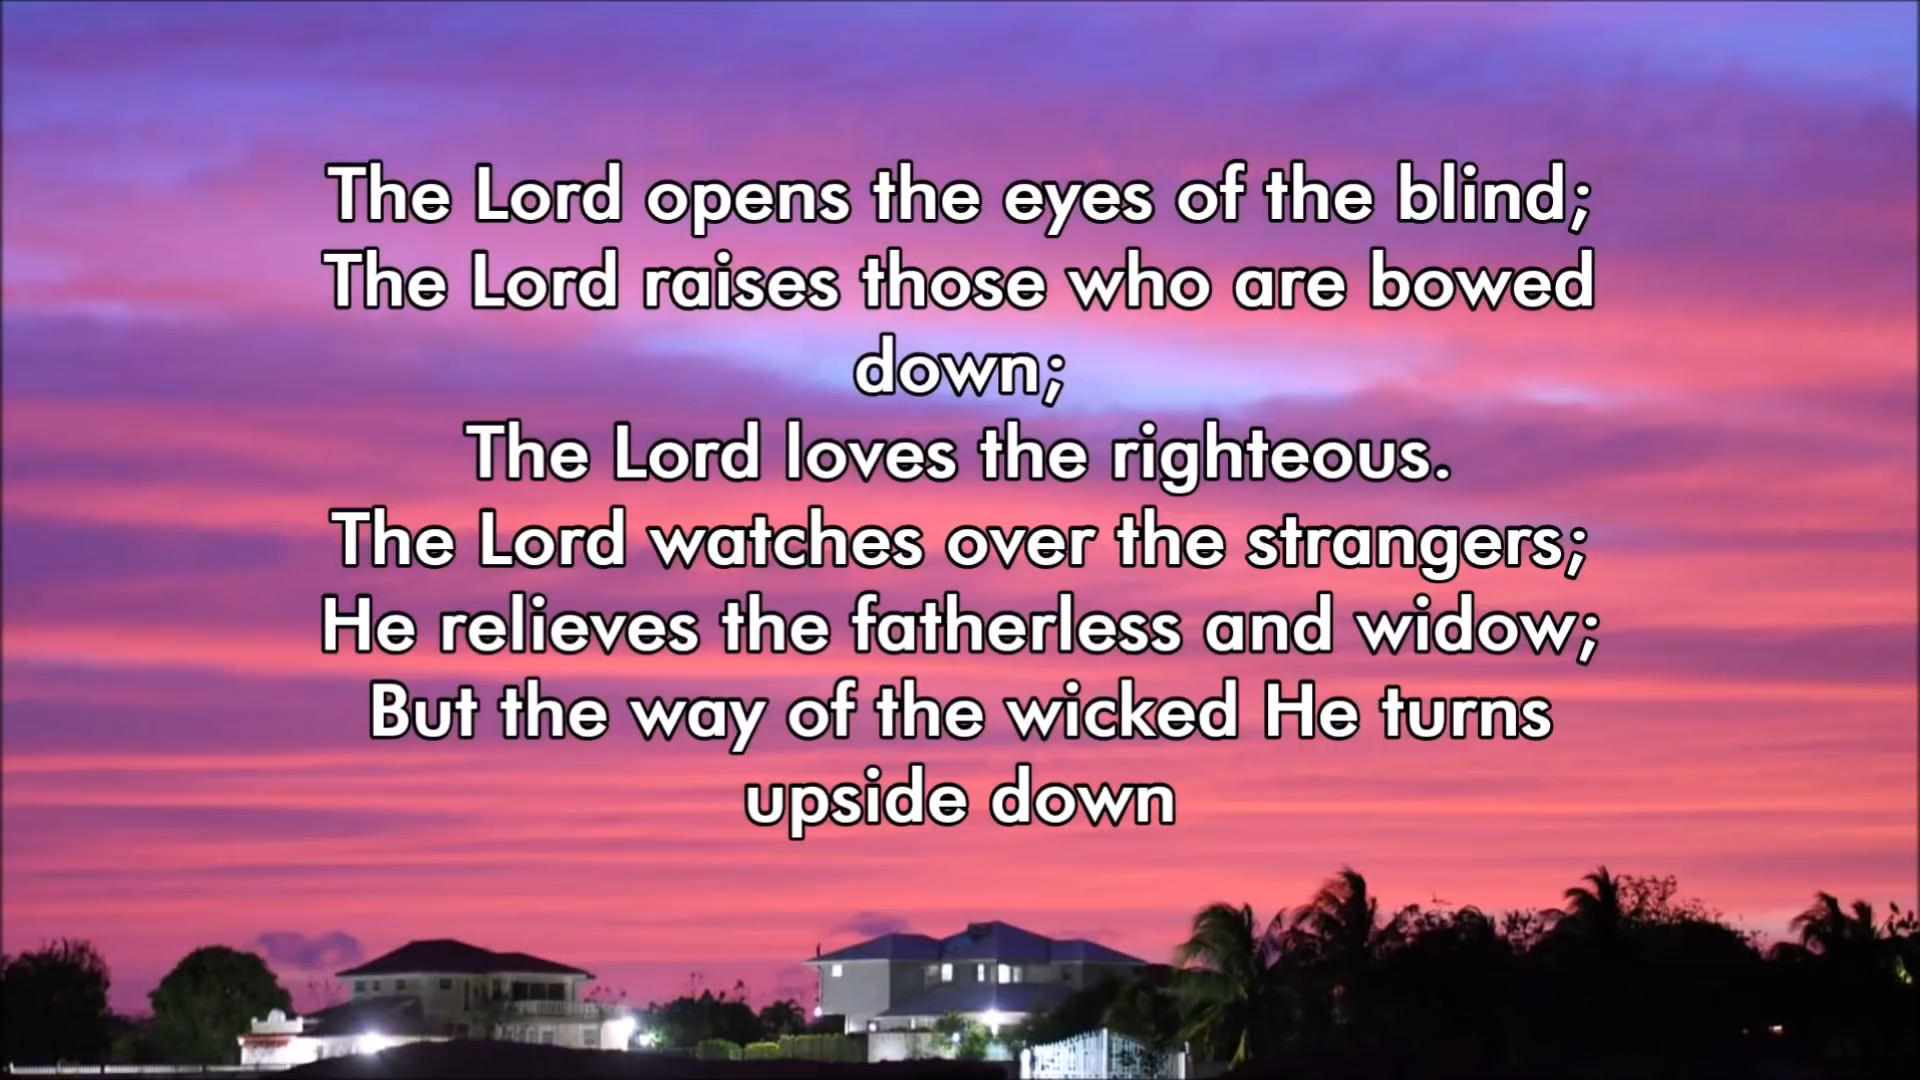 The Lord opens the eyes of the blind;
The Lord raises those who are bowed
down;
The Lord loves the righteous.
The Lord watches over the strangers;
He relieves the fatherless and widow;
But the way of the wicked He turns
upside down